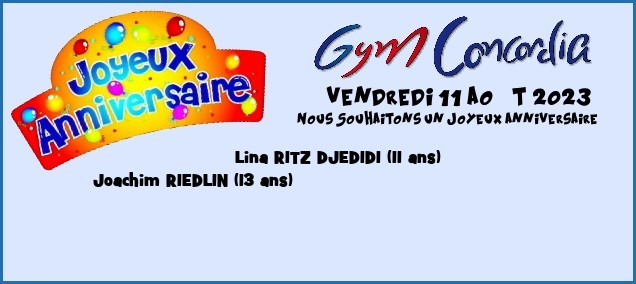 Joyeux
Anniversaire
Gym Concordia
VENDREDI 11 AO T 2023
NOUS SOUHAITONS UN JOYEUX ANNIVERSAIRE
Lina RITZ DJEDIDI (11 ans)
Joachim RIEDLIN (13 ans)